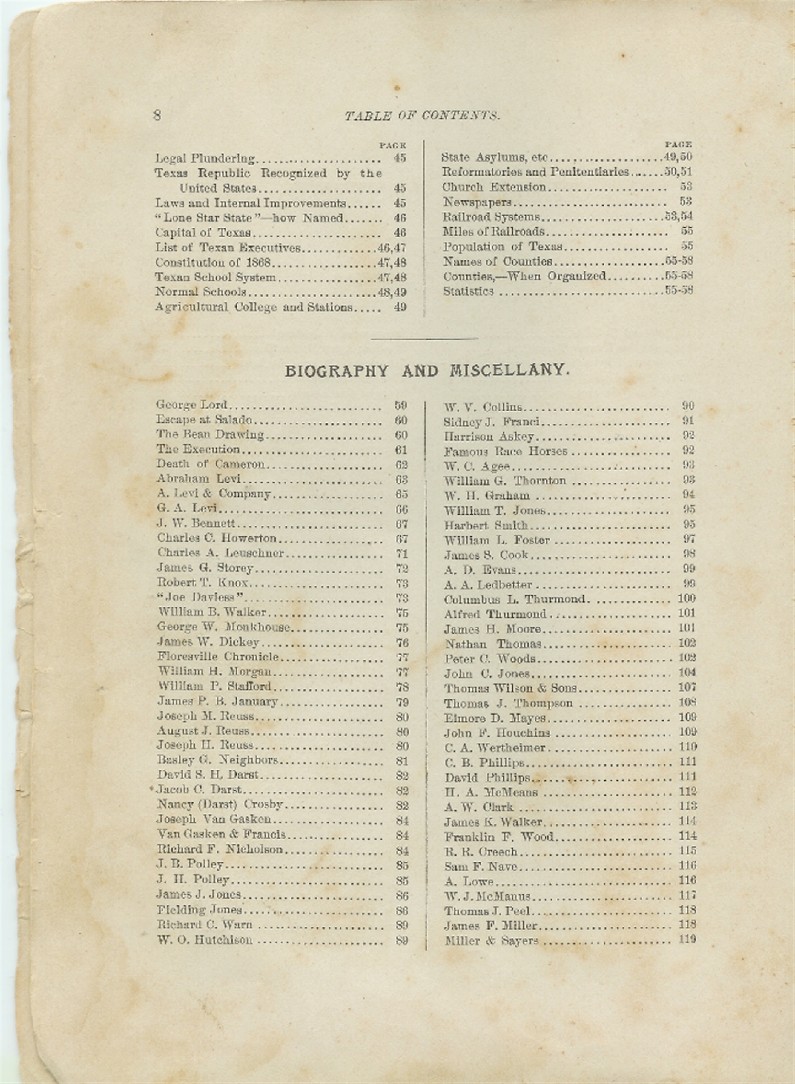 8
TABLE OF CONTENTS.
PAGE
Legal Plundering..................... 45
Texas Republic Recognized by the
United States..................... 45
Laws and Internal Improvements...... 45
"Lone Star State"—how Named....... 46
Capital of Texas...................... 46
List of Texan Executives.............46,47
Constitution of 1868..................47,48
Texan School System.................47,48
Normal Schools......................48,49
Agricultural College and Stations..... 49
PAGE
State Asylums, etc...................49,50
Reformatories and Penitentiaries......50,51
Church Extension..................... 53
Newspapers........................... 53
Railroad Systems.....................53,54
Miles of Railroads..................... 55
Population of Texas.................. 55
Names of Counties...................55-58
Counties,—When Organized..........55-58
Statistics ............................55-58
BIOGRAPHY AND MISCELLANY.
George Lord.......................... 59
Escape at Salado...................... 60
The Bean Drawing.................... 60
The Execution........................ 61
Death of Cameron.................... 62
Abraham Levi........................ 63
A. Levi & Company................... 65
G. A. Levi............................ 66
J. W. Bennett......................... 67
Charles C. Howerton.................. 67
Charles A. Leuschner................. 71
James G. Storey...................... 72
Robert T. Knox....................... 73
"Joe Daviess"........................ 73
William B. Walker.................... 75
George W. Monkhouse................ 75
James W. Dickey..................... 76
Floresville Chronicle.................. 77
William H. Morgan................... 77
William P. Stafford................... 78
James P. B. January.................. 79
Joseph M. Reuss...................... 80
August J. Reuss....................... 80
Joseph H. Reuss...................... 80
Basley G. Neighbors.................. 81
David S. H. Darst..................... 82
Jacob C. Darst........................ 82
Nancy (Darst) Crosby................. 82
Joseph Van Gasken................... 84
Van Gasken & Francis................ 84
Richard F. Nicholson................. 84
J. B. Polley........................... 85
J. H. Polley........................... 85
James J. Jones........................ 86
Fielding Jones........................ 86
Richard C. Warn ..................... 89
W. O. Hutchison ..................... 89
W. V. Collins......................... 90
Sidney J. Franci...................... 91
Harrison Askey....................... 92
Famous Race Horses ................. 92
W. C. Agee........................... 93
William G. Thornton ................. 93
W. H. Graham ....................... 94
William T. Jones..................... 95
Harbert Smith........................ 95
William L. Foster .................... 97
James S. Cook........................ 98
A. D. Evans.......................... 99
A. A. Ledbetter ....................... 99
Columbus L. Thurmond. ............. 100
Alfred Thurmond..................... 101
James H. Moore...................... 101
Nathan Thomas...................... 102
Peter C. Woods....................... 102
John C. Jones........................ 104
Thomas Wilson & Sons................ 107
Thomas J. Thompson ................ 108
Elmore D. Mayes..................... 109
John F. Houchins .................... 109
C. A. Wertheimer ..................... 110
C. B. Phillips......................... 111
David Phillips........................ 111
H. A. McMeans ...................... 112
A. W. Clark .......................... 113
James K. Walker...................... 114
Franklin F. Wood..................... 114
R. R. Creech.......................... 115
Sam F. Nave.......................... 116
A. Lowe.............................. 116
W. J. McManus........................ 117
Thomas J. Peel........................ 118
James F. Miller....................... 118
Miller & Sayers ...................... 119